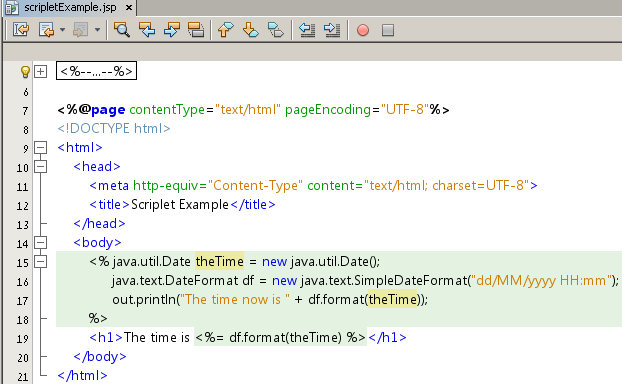 scripletExample.jsp
<%--...--%>
6
7 <%@page contentType="text/html" pageEncoding="UTF-8"%>
8 <!DOCTYPE html>
9 <html>
10 <head>
11 <meta http-equiv="Content-Type" content="text/html; charset=UTF-8">
12 <title>Scriplet Example</title>
13 </head>
14 <body>
15 <% java.util.Date theTime = new java.util.Date();
16 java.text.DateFormat df = new java.text.SimpleDateFormat("dd/MM/yyyy HH:mm");
17 out.println("The time now is " + df.format(theTime));
18 %>
19 <h1>The time is <%= df.format(theTime) %></h1>
20 </body>
21 </html>